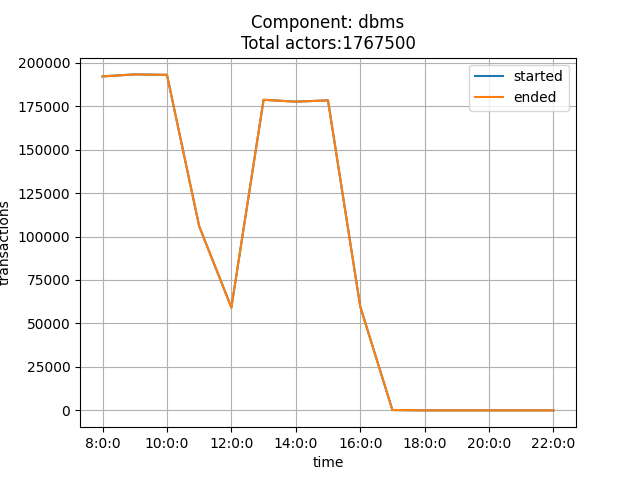 Component: dbms
Total actors:1767500
200000
175000
150000
125000
100000
75000
50000
25000
0
transactions
started
ended
8:0:0 10:0:0 12:0:0 14:0:0 16:0:0 18:0:0 20:0:0 22:0:0
time